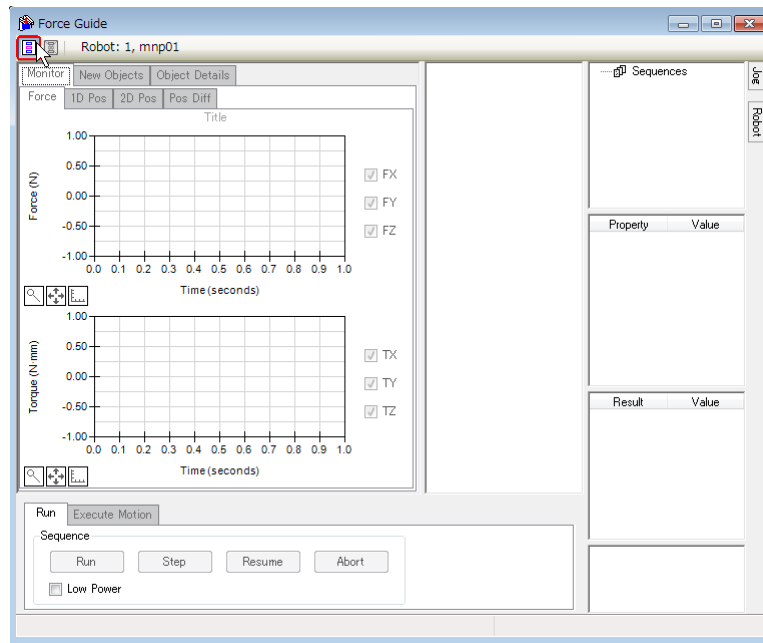 Force Guide
Robot: 1, mnp01
Monitor New Objects Object Details
Force 1D Pos 2D Pos Pos Diff
Title
1.00
0.50
0.00
-0.50
-1.00
Force (N)
0.0 0.1 0.2 0.3 0.4 0.5 0.6 0.7 0.8 0.9 1.0
Time (seconds)
FX
FY
FZ
1.00
0.50
0.00
-0.50
-1.00
Torque (N·mm)
0.0 0.1 0.2 0.3 0.4 0.5 0.6 0.7 0.8 0.9 1.0
Time (seconds)
TX
TY
TZ
Run Execute Motion
Sequence
Run Step Resume Abort
Low Power
Sequences
Property Value
Result Value
Jog
Robot